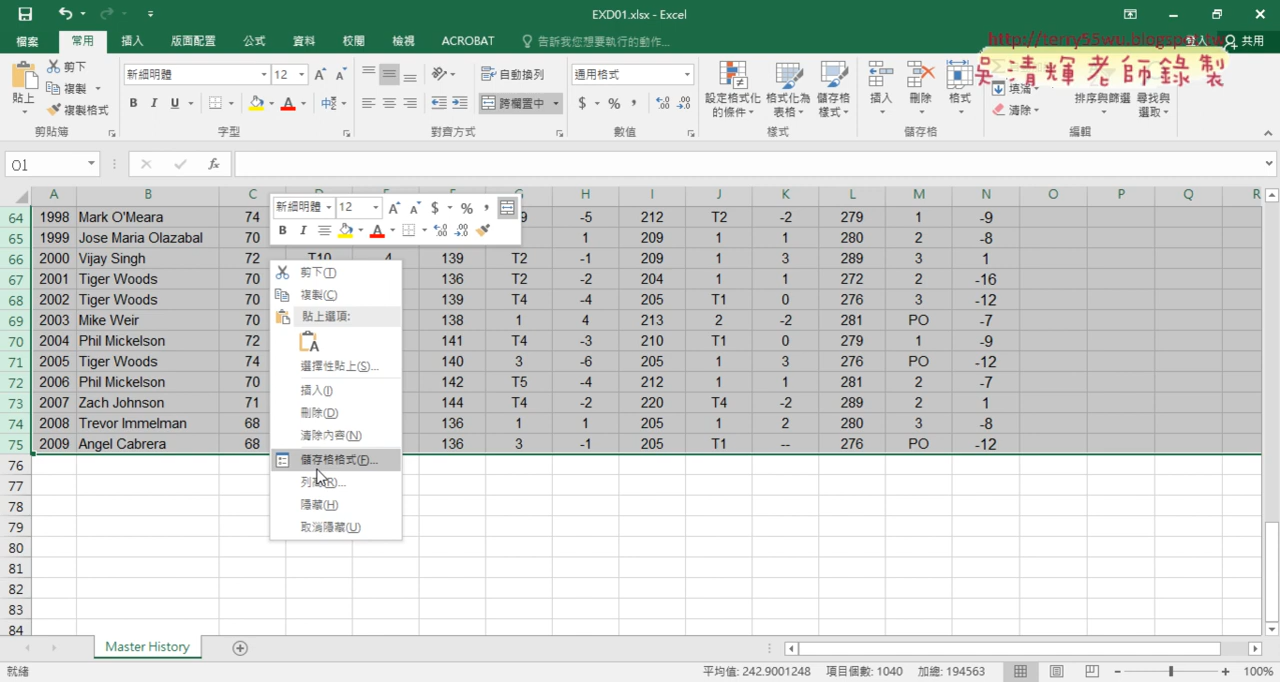 EXD01.xlsx - Excel
http://terry55wu.blogspot.tw
吳清輝老師錄製
檔案 常用 插入 版面配置 公式 資料 校閱 檢視 ACROBAT 告訴我您想要執行的動作... 登入 共用
貼上 剪下 複製 複製格式
新細明體 12
B I U
自動換列
跨欄置中
通用格式
$ % ,
設定格式化的條件 格式化為表格 儲存格樣式 插入 刪除 格式 填滿 清除 排序與篩選 尋找與選取
剪貼簿 字型 對齊方式 數值 樣式 儲存格 編輯
O1 fx
A B C D E F G H I J K L M N O P Q R
新細明體 12 A A $ % ,
B I A
64 1998 Mark O'Meara 74 9 -5 212 T2 -2 279 1 -9
65 1999 Jose Maria Olazabal 70 1 209 1 1 280 2 -8
66 2000 Vijay Singh 72 T10 4 139 T2 -1 209 1 3 289 3 1
67 2001 Tiger Woods 70 136 T2 -2 204 1 1 272 2 -16
68 2002 Tiger Woods 70 139 T4 -4 205 T1 0 276 3 -12
69 2003 Mike Weir 70 138 1 4 213 2 -2 281 PO -7
70 2004 Phil Mickelson 72 141 T4 -3 210 T1 0 279 1 -9
71 2005 Tiger Woods 74 140 3 -6 205 1 3 276 PO -12
72 2006 Phil Mickelson 70 142 T5 -4 212 1 1 281 2 -7
73 2007 Zach Johnson 71 144 T4 -2 220 T4 -2 289 2 1
74 2008 Trevor Immelman 68 136 1 1 205 1 2 280 3 -8
75 2009 Angel Cabrera 68 136 3 -1 205 T1 -- 276 PO -12
76
77
78
79
80
81
82
83
84
剪下(T)
複製(C)
貼上選項:
選擇性貼上(S)...
插入(I)
刪除(D)
清除內容(N)
儲存格格式(F)...
列高(R)...
隱藏(H)
取消隱藏(U)
Master History
就緒 平均值: 242.9001248 項目個數: 1040 加總: 194563 100%